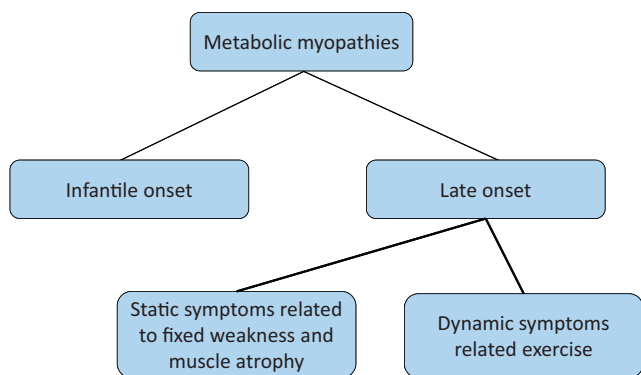 Metabolic myopathies
Infantile onset
Late onset
Static symptoms related
to fixed weakness and
muscle atrophy
Dynamic symptoms
related exercise